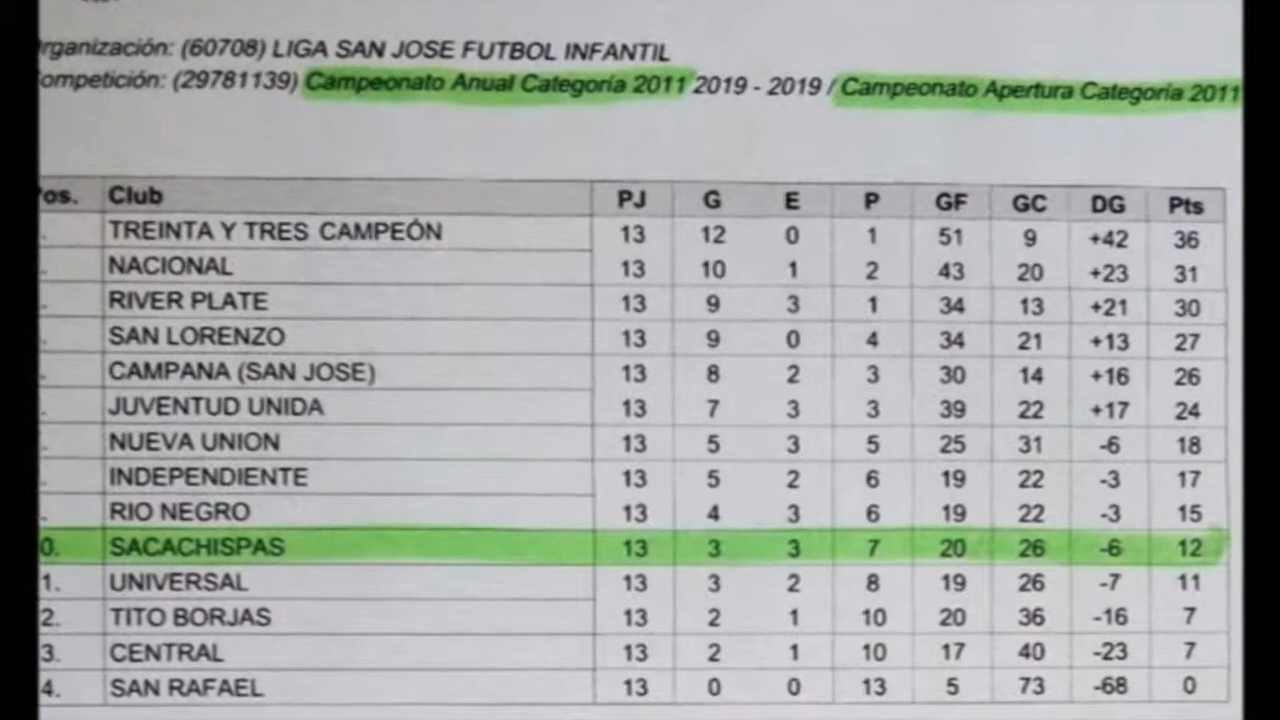 rganización: (60708) LIGA SAN JOSE FUTBOL INFANTIL
ompetición: (29781139) Campeonato Anual Categoría 2011 2019 - 2019 / Campeonato Apertura Categoría 2011
os. Club PJ G E P GF GC DG Pts
. TREINTA Y TRES CAMPEÓN 13 12 0 1 51 9 +42 36
. NACIONAL 13 10 1 2 43 20 +23 31
. RIVER PLATE 13 9 3 1 34 13 +21 30
. SAN LORENZO 13 9 0 4 34 21 +13 27
. CAMPANA (SAN JOSE) 13 8 2 3 30 14 +16 26
. JUVENTUD UNIDA 13 7 3 3 39 22 +17 24
. NUEVA UNION 13 5 3 5 25 31 -6 18
. INDEPENDIENTE 13 5 2 6 19 22 -3 17
. RIO NEGRO 13 4 3 6 19 22 -3 15
0. SACACHISPAS 13 3 3 7 20 26 -6 12
1. UNIVERSAL 13 3 2 8 19 26 -7 11
2. TITO BORJAS 13 2 1 10 20 36 -16 7
3. CENTRAL 13 2 1 10 17 40 -23 7
4. SAN RAFAEL 13 0 0 13 5 73 -68 0